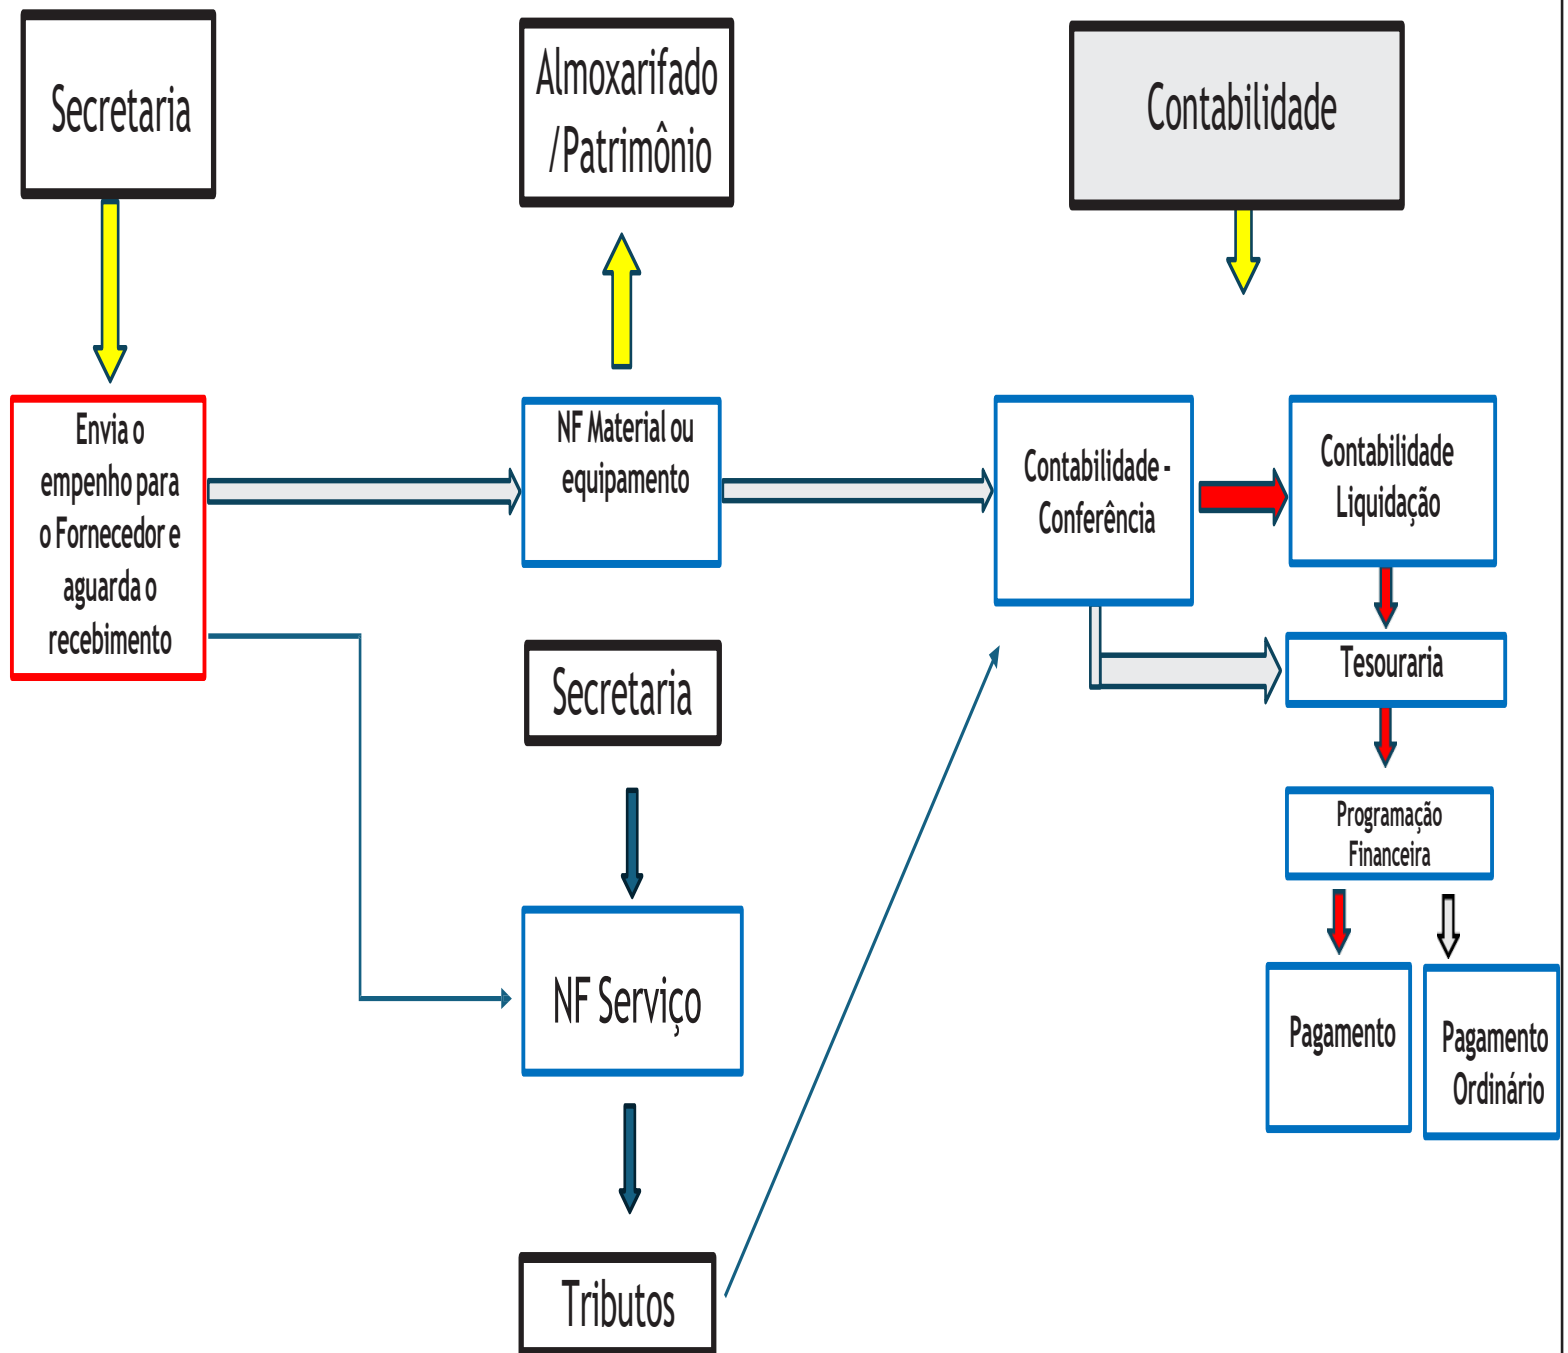 Secretaria
Almoxarifado
/Patrimônio
Contabilidade
Envia o
empenho para
o Fornecedor e
aguarda o
recebimento
NF Material ou
equipamento
Contabilidade -
Conferência
Contabilidade
Liquidação
Secretaria
Tesouraria
Programação
Financeira
NF Serviço
Pagamento
Pagamento
Ordinário
Tributos